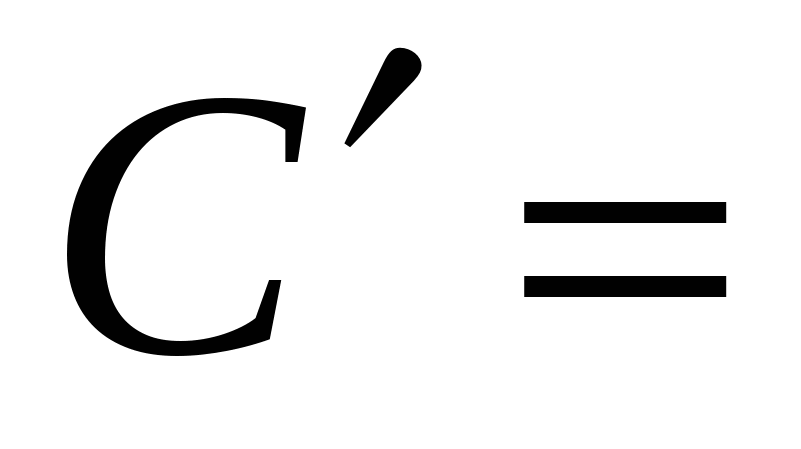 C′ =